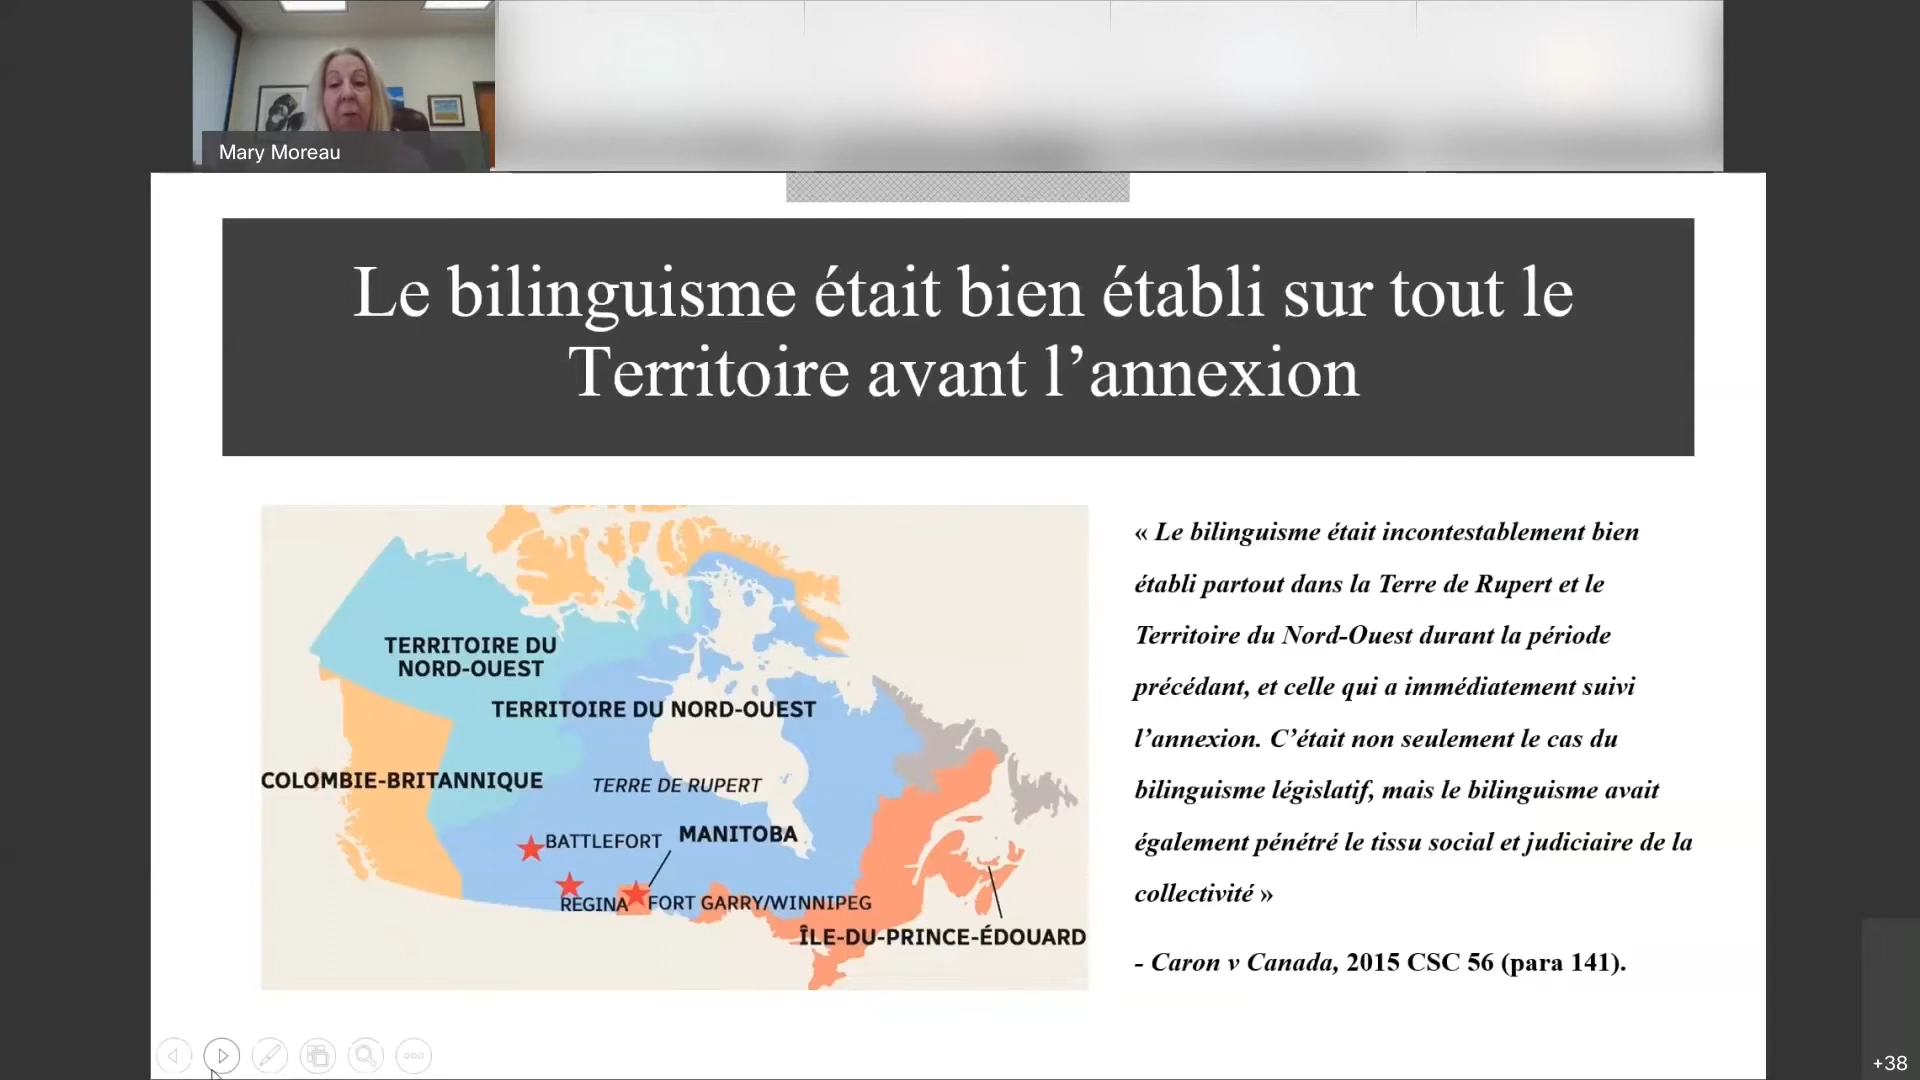 Mary Moreau
Le bilinguisme était bien établi sur tout le
Territoire avant l’annexion
TERRITOIRE DU
NORD-OUEST
TERRITOIRE DU NORD-OUEST
COLOMBIE-BRITANNIQUE
TERRE DE RUPERT
BATTLEFORT
MANITOBA
REGINA
FORT GARRY/WINNIPEG
ÎLE-DU-PRINCE-ÉDOUARD
« Le bilinguisme était incontestablement bien
établi partout dans la Terre de Rupert et le
Territoire du Nord-Ouest durant la période
précédant, et celle qui a immédiatement suivi
l’annexion. C’était non seulement le cas du
bilinguisme législatif, mais le bilinguisme avait
également pénétré le tissu social et judiciaire de la
collectivité »
- Caron v Canada, 2015 CSC 56 (para 141).
+38